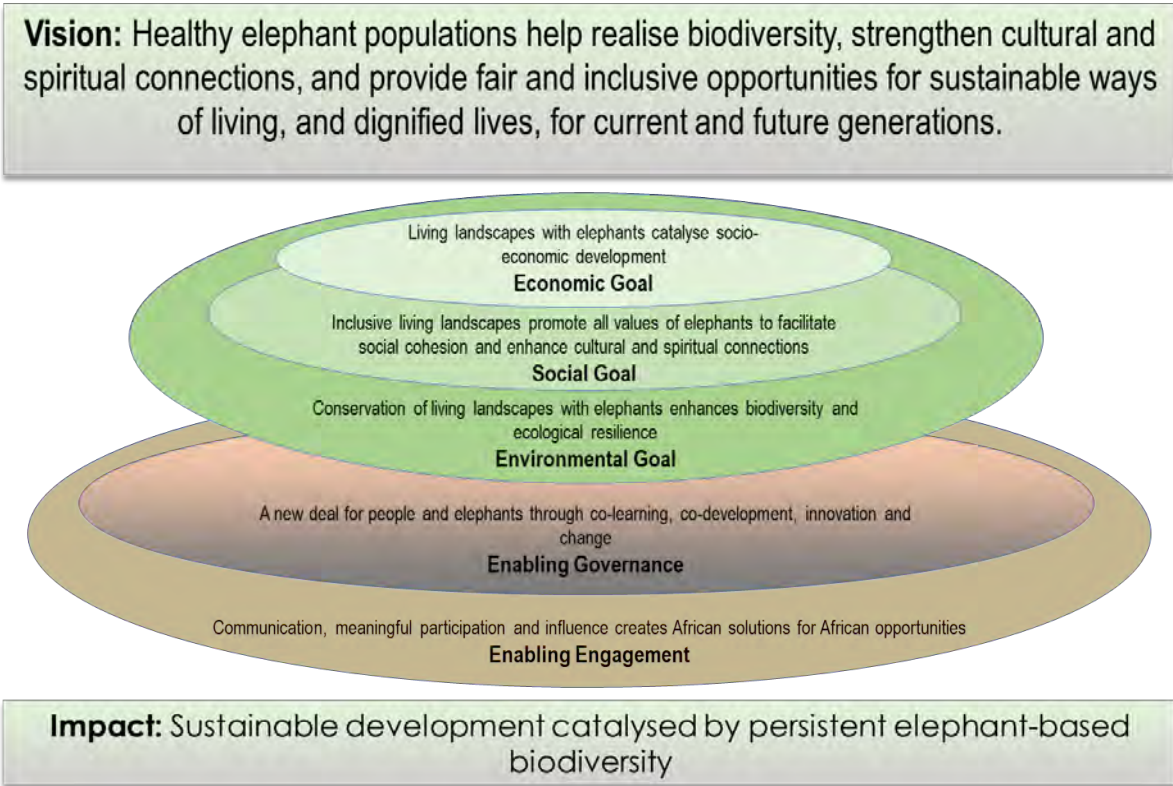 Vision: Healthy elephant populations help realise biodiversity, strengthen cultural and
spiritual connections, and provide fair and inclusive opportunities for sustainable ways
of living, and dignified lives, for current and future generations.
Living landscapes with elephants catalyse socio-
economic development
Economic Goal
Inclusive living landscapes promote all values of elephants to facilitate
social cohesion and enhance cultural and spiritual connections
Social Goal
Conservation of living landscapes with elephants enhances biodiversity and
ecological resilience
Environmental Goal
A new deal for people and elephants through co-learning, co-development, innovation and
change
Enabling Governance
Communication, meaningful participation and influence creates African solutions for African opportunities
Enabling Engagement
Impact: Sustainable development catalysed by persistent elephant-based
biodiversity